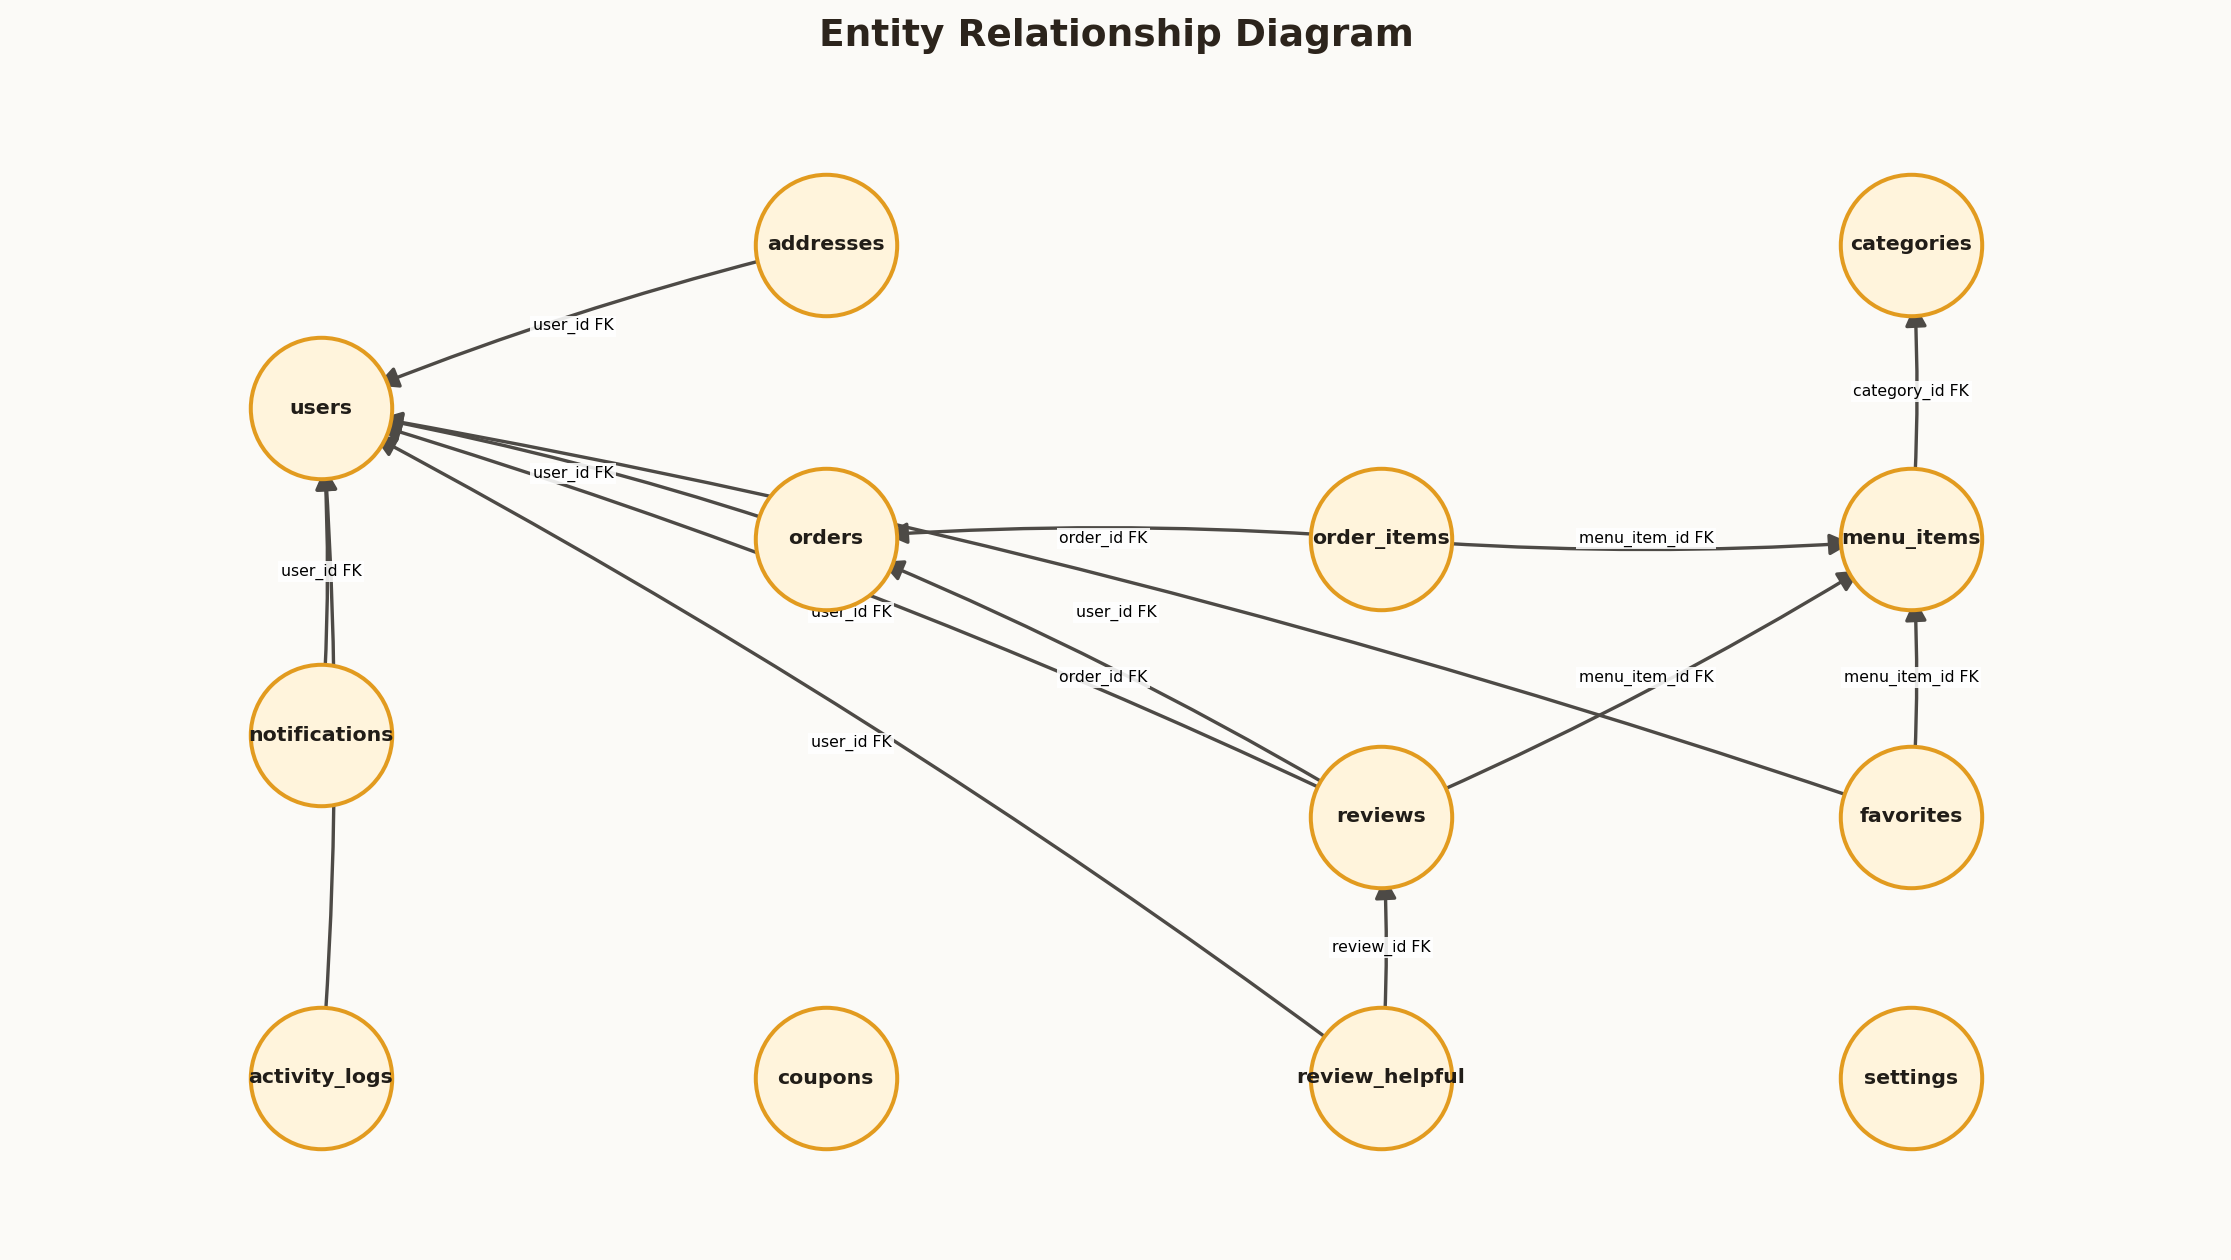 Entity Relationship Diagram
addresses
categories
user_id FK
category_id FK
users
user_id FK
orders
order_id FK
order_items
menu_item_id FK
menu_items
user_id FK
user_id FK
user_id FK
order_id FK
menu_item_id FK
menu_item_id FK
notifications
user_id FK
reviews
favorites
review_id FK
activity_logs
coupons
review_helpful
settings